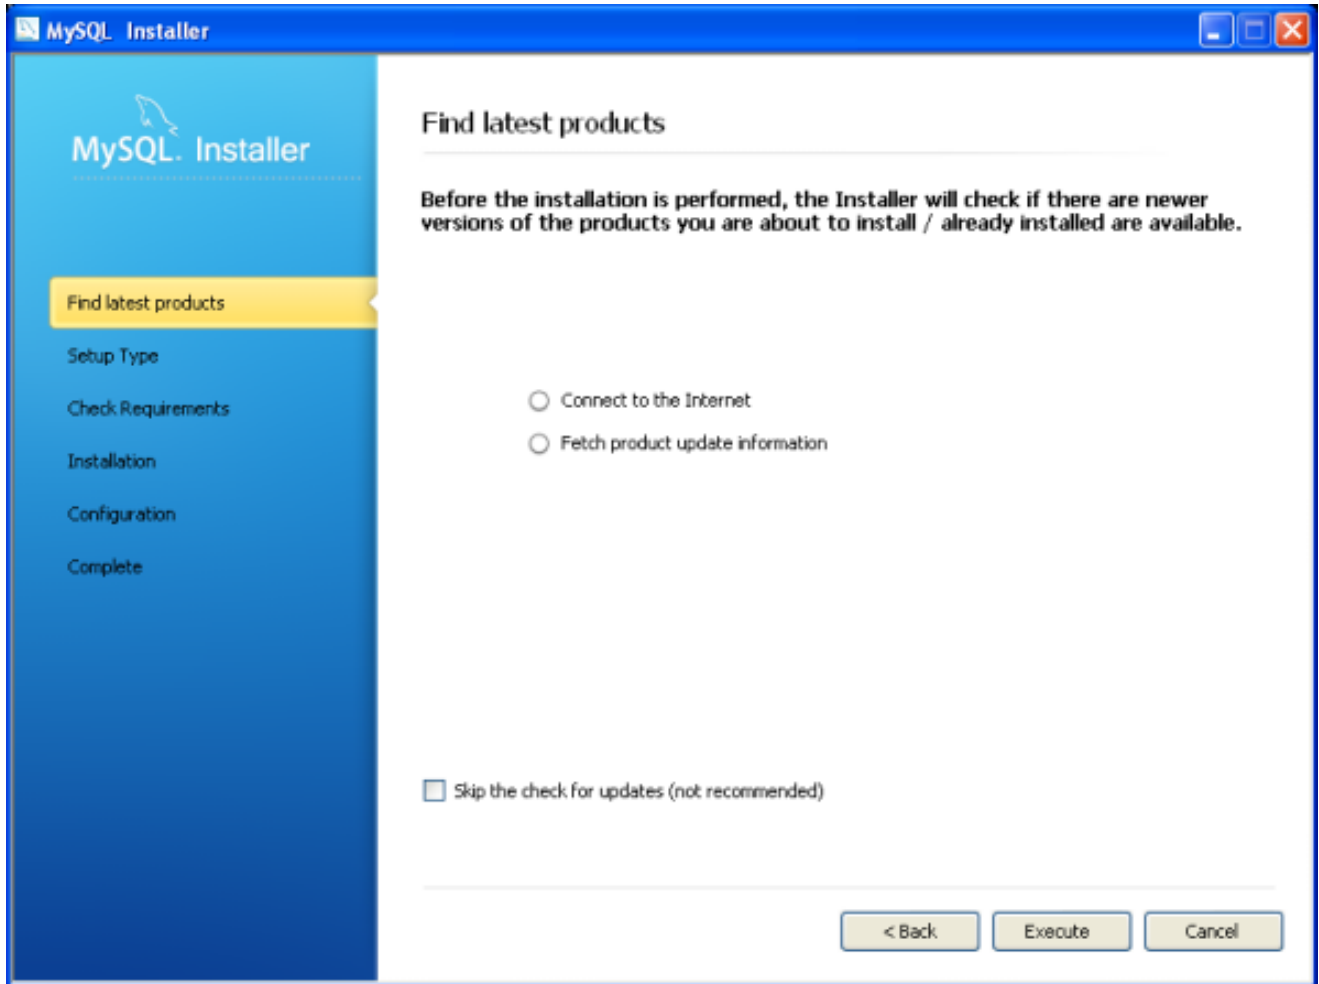 MySQL Installer
MySQL. Installer
Find latest products
Setup Type
Check Requirements
Installation
Configuration
Complete
Find latest products
Before the installation is performed, the Installer will check if there are newer
versions of the products you are about to install / already installed are available.
Connect to the Internet
Fetch product update information
Skip the check for updates (not recommended)
< Back
Execute
Cancel